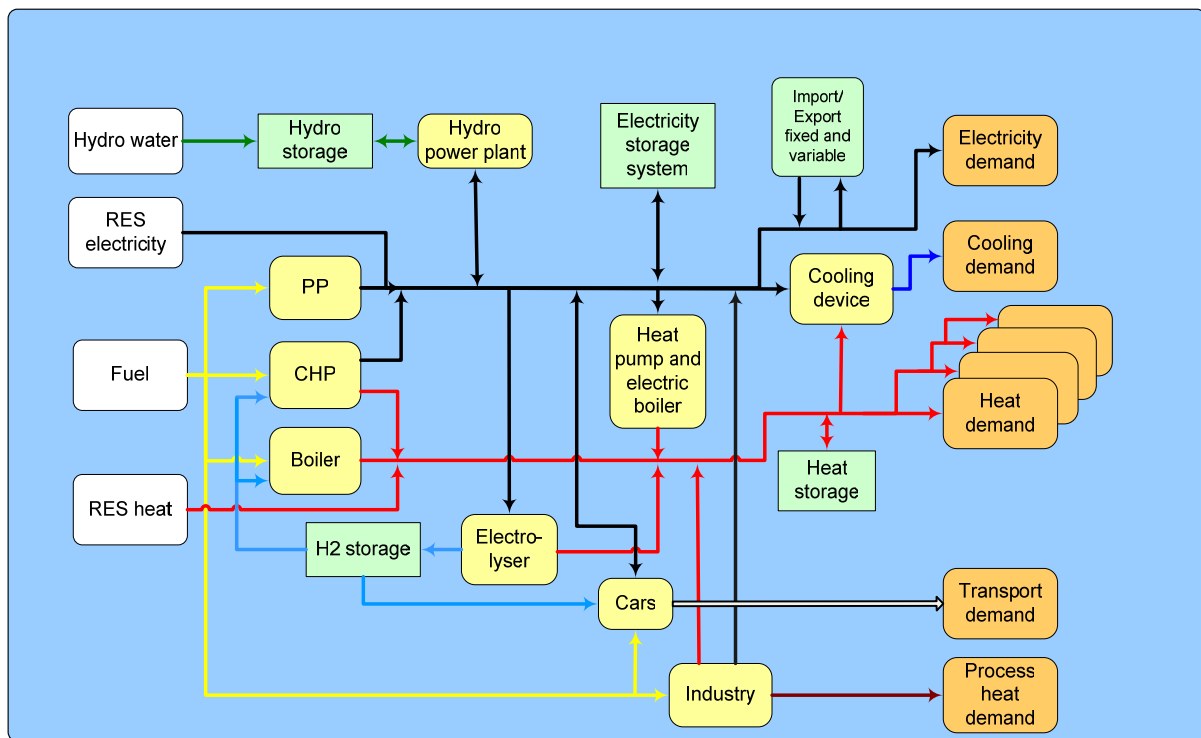 Hydro water
Hydro
storage
Hydro
power plant
Electricity
storage
system
Import/
Export
fixed and
variable
Electricity
demand
RES
electricity
Cooling
demand
PP
Cooling
device
Fuel
CHP
Heat
pump and
electric
boiler
Heat
demand
Boiler
Heat
storage
RES heat
H2 storage
Electro-
lyser
Cars
Transport
demand
Industry
Process
heat
demand